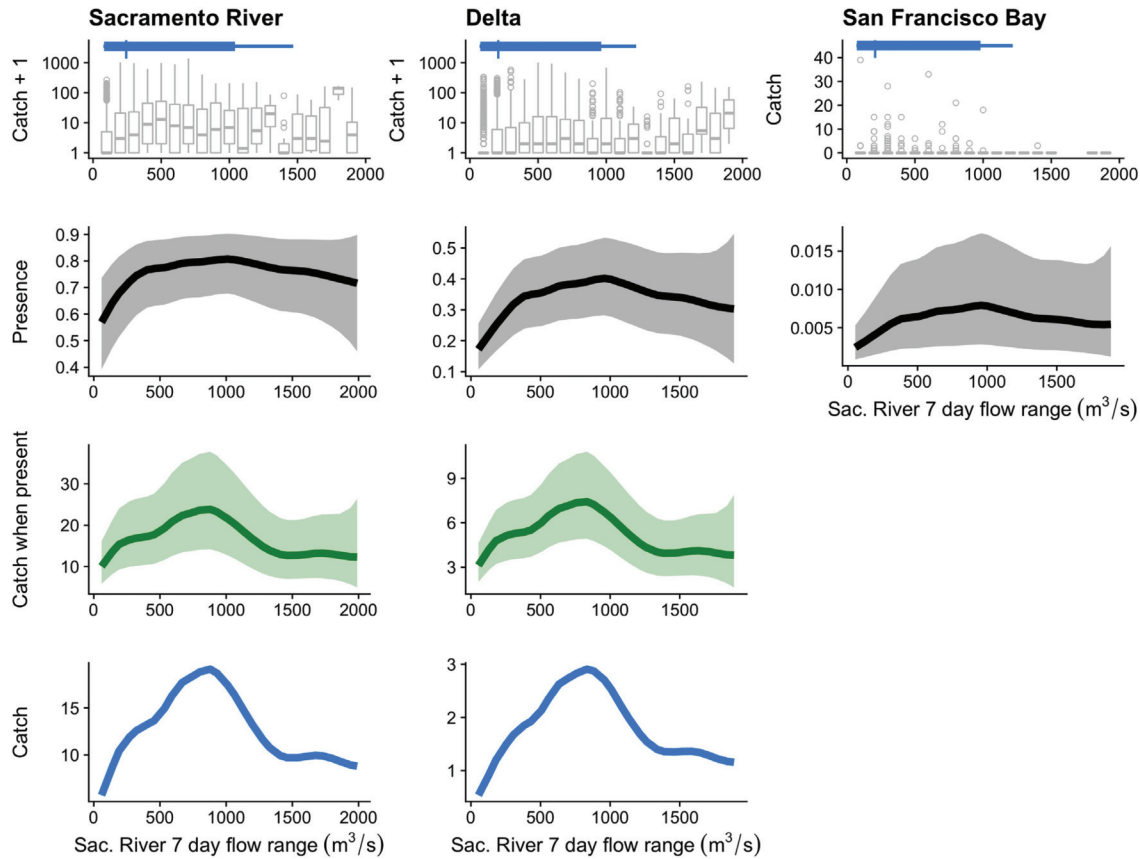 Sacramento River
Delta
San Francisco Bay
Catch + 1
1000
100
10
1
0 500 1000 1500 2000
Catch + 1
1000
100
10
1
0 500 1000 1500 2000
Catch
40
30
20
10
0
0 500 1000 1500 2000
Presence
0.9
0.8
0.7
0.6
0.5
0.4
0 500 1000 1500 2000
0.5
0.4
0.3
0.2
0.1
0 500 1000 1500
0.015
0.010
0.005
0 500 1000 1500
Sac. River 7 day flow range (m³/s)
Catch when present
30
20
10
0 500 1000 1500 2000
9
6
3
0 500 1000 1500
Catch
15
10
0 500 1000 1500 2000
Sac. River 7 day flow range (m³/s)
3
2
1
0 500 1000 1500
Sac. River 7 day flow range (m³/s)